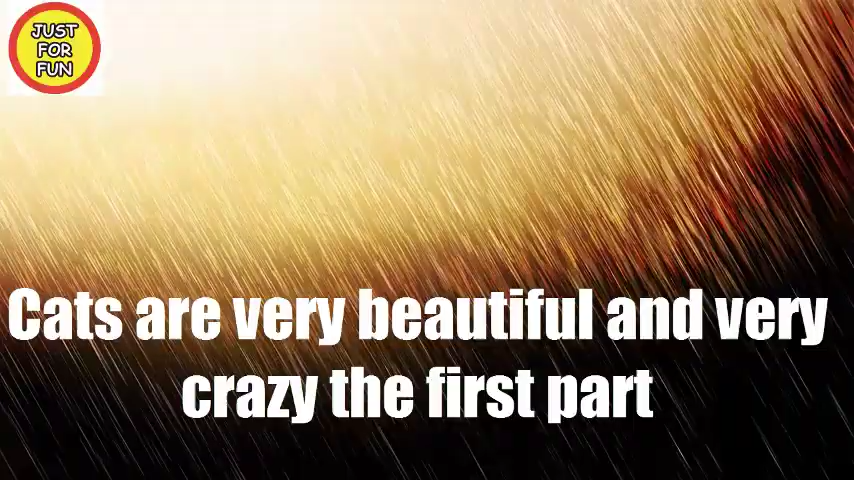 JUST
FOR
FUN
Cats are very beautiful and very
crazy the first part